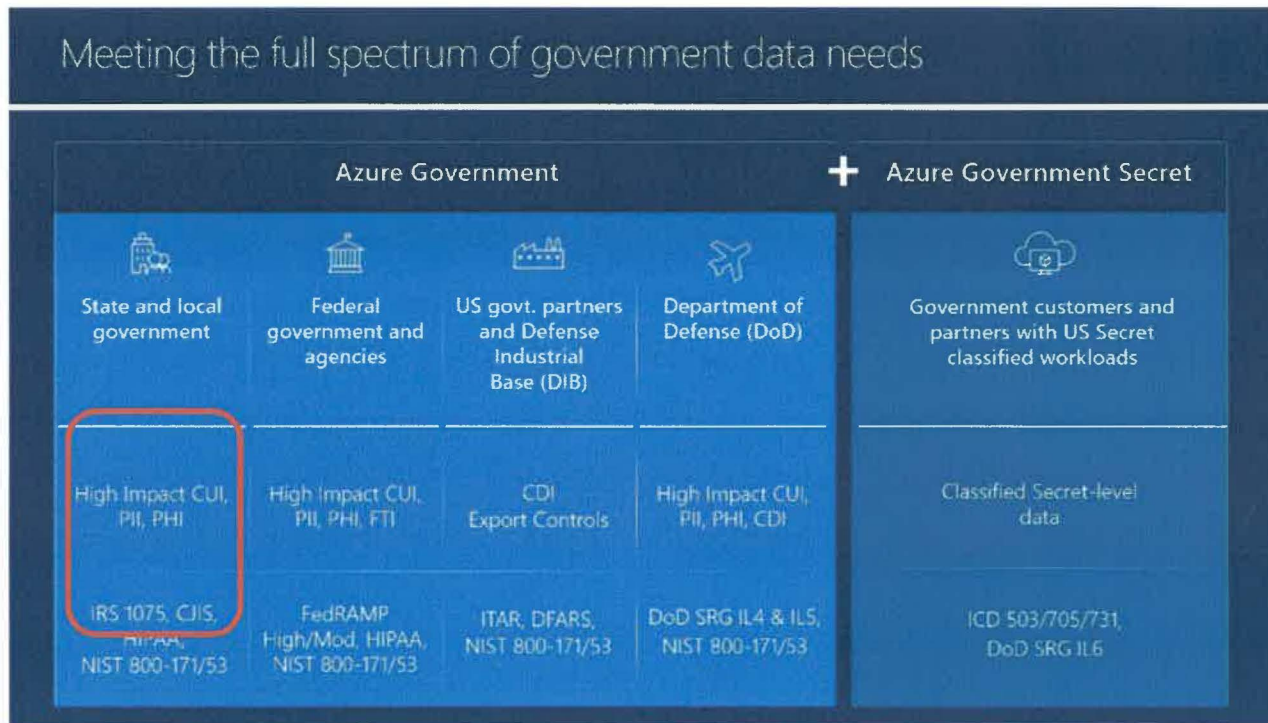 Meeting the full spectrum of government data needs
Azure Government
+ Azure Government Secret
State and local
government
Federal
government and
agencies
US govt. partners
and Defense
Industrial
Base (DIB)
Department of
Defense (DoD)
Government customers and
partners with US Secret
classified workloads
High Impact CUI,
PII, PHI
High Impact CUI,
PII, PHI, FTI
CDI
Export Controls
High Impact CUI,
PII, PHI, CDI
Classified Secret-level
data
IRS 1075, CJIS,
HIPAA,
NIST 800-171/53
FedRAMP
High/Mod, HIPAA,
NIST 800-171/53
ITAR, DFARS,
NIST 800-171/53
DoD SRG IL4 & IL5,
NIST 800-171/53
ICD 503/705/731,
DoD SRG IL6